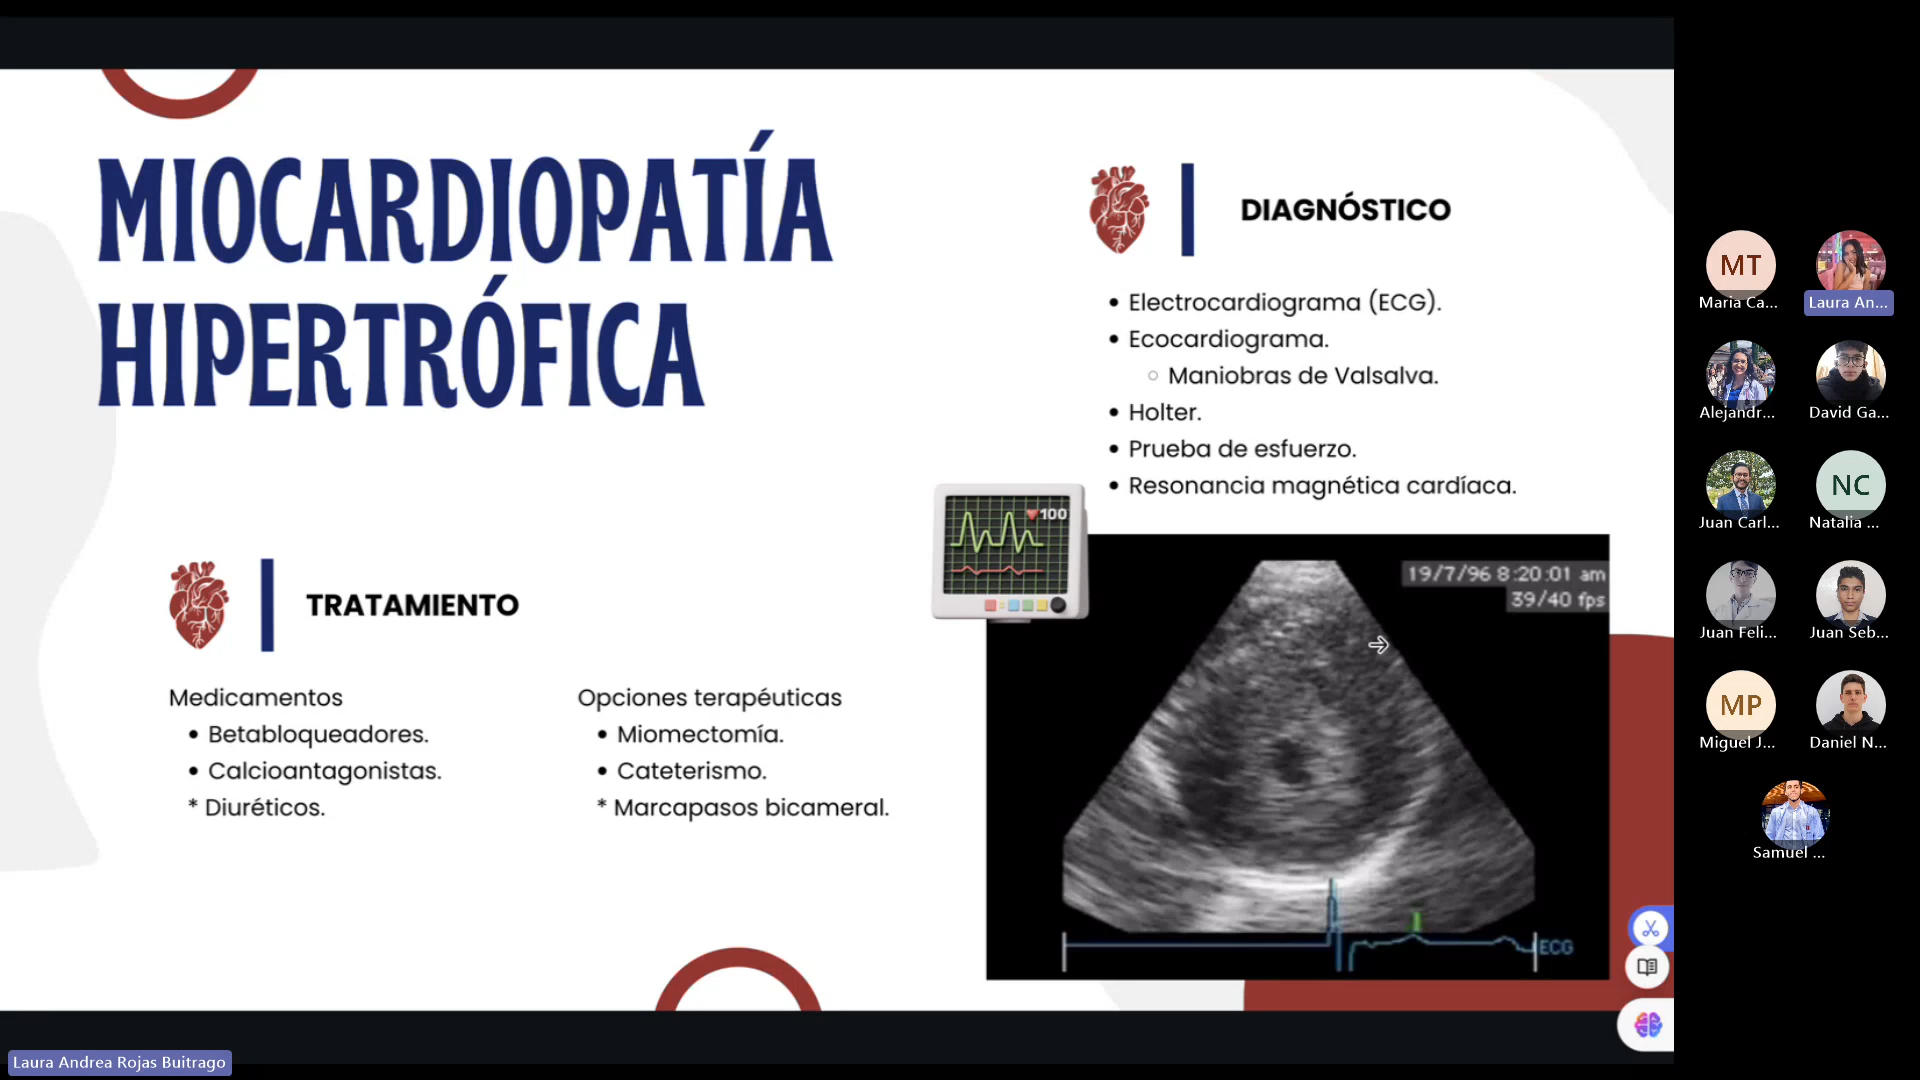 MIOCARDIOPATÍA
HIPERTRÓFICA
DIAGNÓSTICO
• Electrocardiograma (ECG).
• Ecocardiograma.
○ Maniobras de Valsalva.
• Holter.
• Prueba de esfuerzo.
• Resonancia magnética cardíaca.
100
19/7/96 8:20:01 am
39/40 fps
ECG
TRATAMIENTO
Medicamentos
• Betabloqueadores.
• Calcioantagonistas.
* Diuréticos.
Opciones terapéuticas
• Miomectomía.
• Cateterismo.
* Marcapasos bicameral.
MT
Maria Ca...
Laura An...
Alejandr...
David Ga...
Juan Carl...
NC
Natalia ...
Juan Feli...
Juan Seb...
MP
Miguel J...
Daniel N...
Samuel ...
Laura Andrea Rojas Buitrago